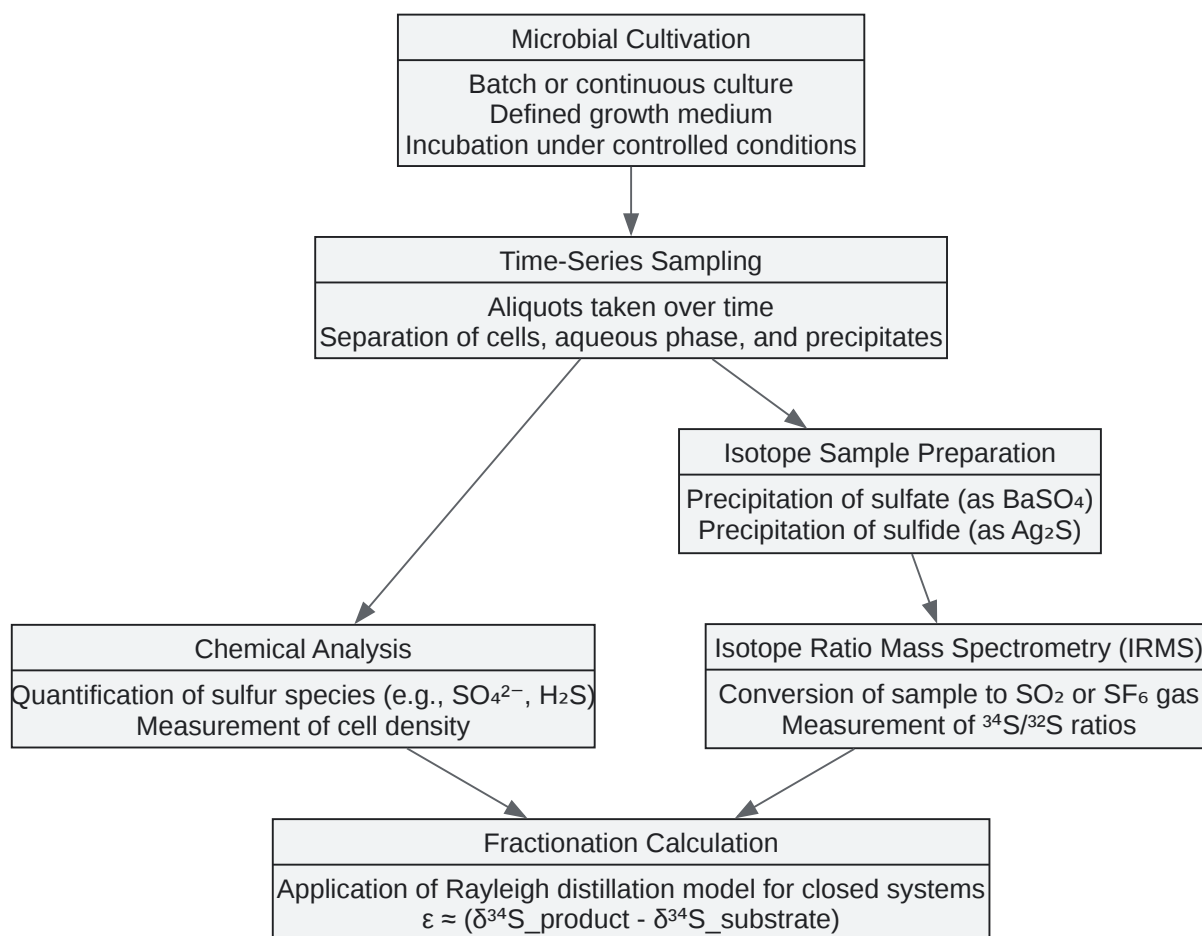 Microbial Cultivation
Batch or continuous culture
Defined growth medium
Incubation under controlled conditions
Time-Series Sampling
Aliquots taken over time
Separation of cells, aqueous phase, and precipitates
Isotope Sample Preparation
Precipitation of sulfate (as BaSO₄)
Precipitation of sulfide (as Ag₂S)
Chemical Analysis
Quantification of sulfur species (e.g., SO₄²⁻, H₂S)
Measurement of cell density
Isotope Ratio Mass Spectrometry (IRMS)
Conversion of sample to SO₂ or SF₆ gas
Measurement of ³⁴S/³²S ratios
Fractionation Calculation
Application of Rayleigh distillation model for closed systems
ε ≈ (δ³⁴S_product - δ³⁴S_substrate)